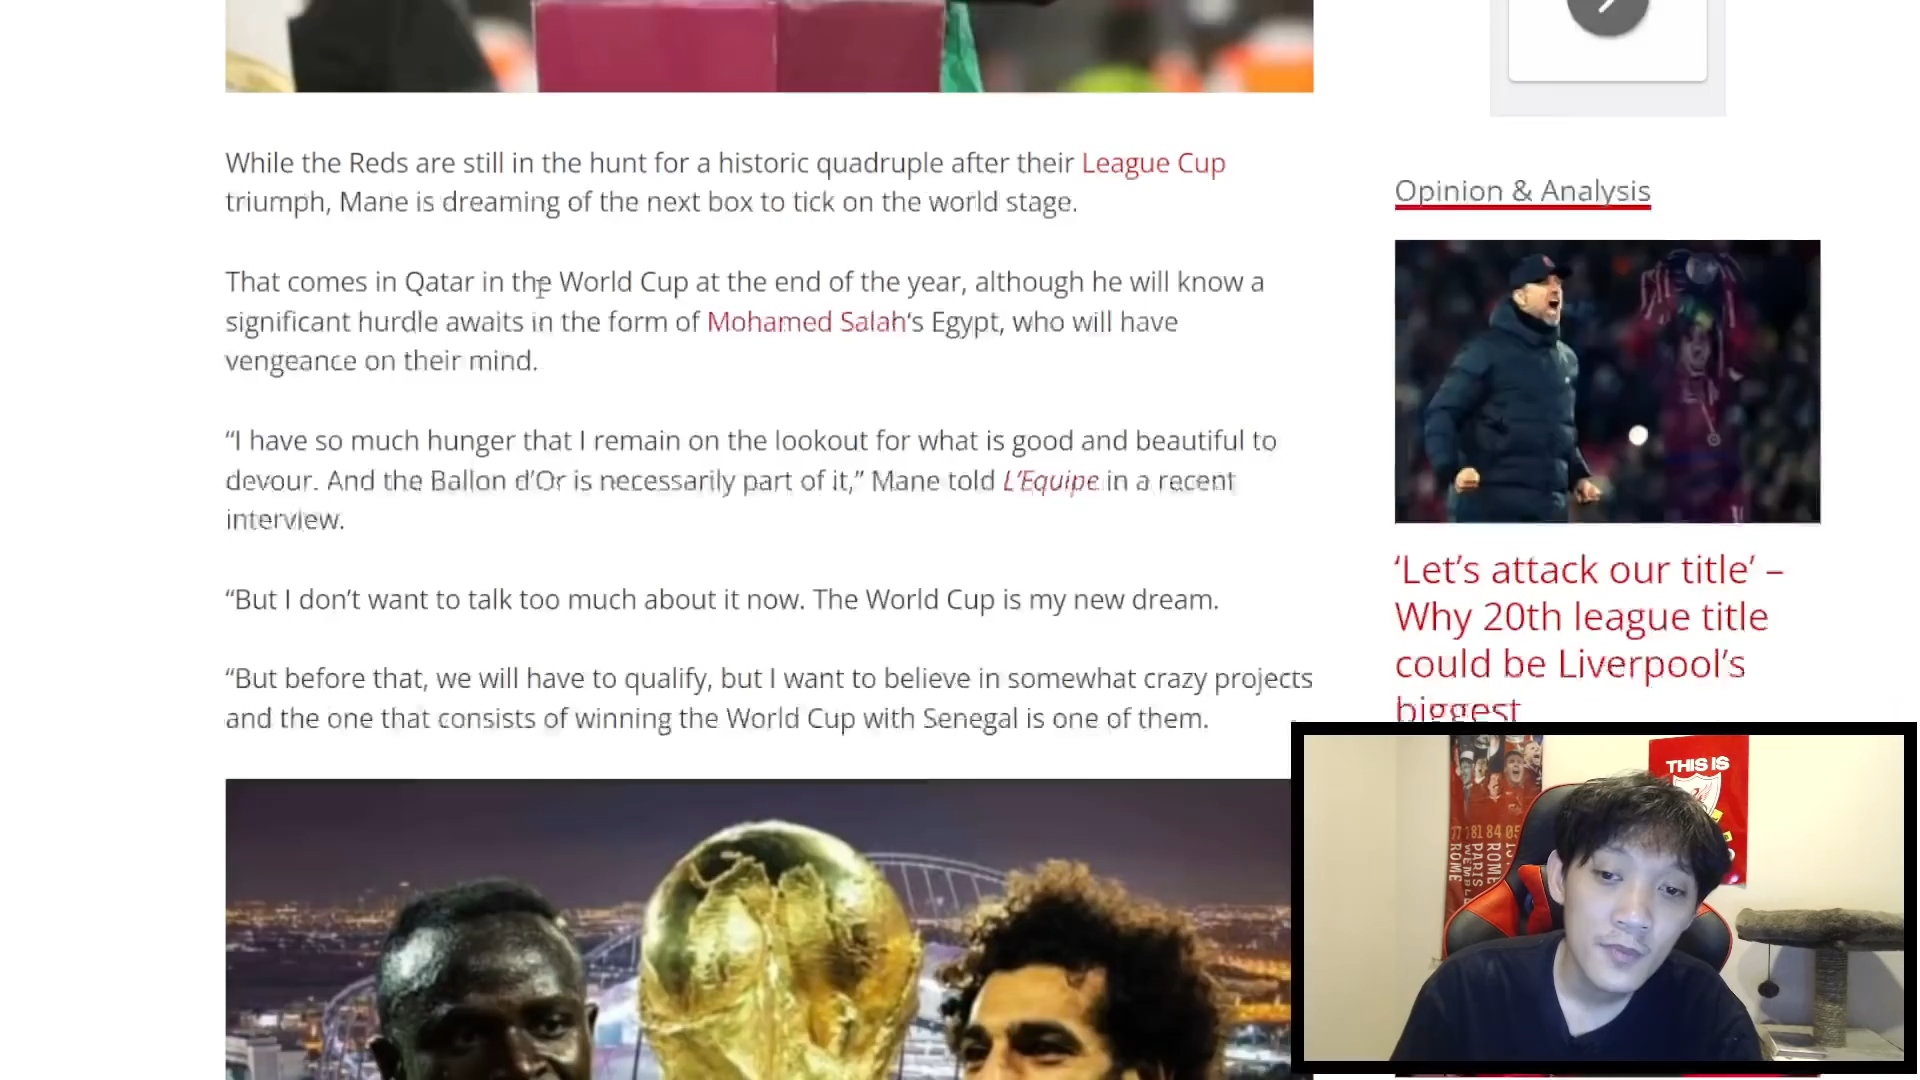 While the Reds are still in the hunt for a historic quadruple after their League Cup
triumph, Mane is dreaming of the next box to tick on the world stage.
That comes in Qatar in the World Cup at the end of the year, although he will know a
significant hurdle awaits in the form of Mohamed Salah‘s Egypt, who will have
vengeance on their mind.
“I have so much hunger that I remain on the lookout for what is good and beautiful to
devour. And the Ballon d’Or is necessarily part of it,” Mane told L’Equipe in a recent
interview.
“But I don’t want to talk too much about it now. The World Cup is my new dream.
“But before that, we will have to qualify, but I want to believe in somewhat crazy projects
and the one that consists of winning the World Cup with Senegal is one of them.
Opinion & Analysis
‘Let’s attack our title’ –
Why 20th league title
could be Liverpool’s
biggest
THIS IS
77 81 84 05
ROME
WEMBL
PARIS
ROME